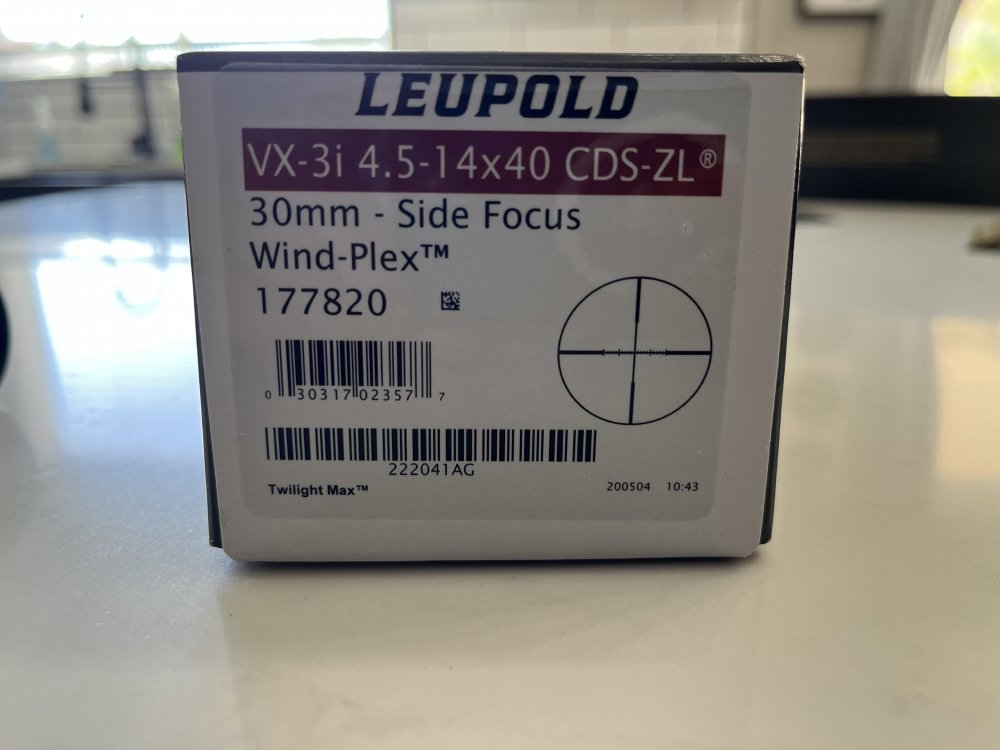 LEUPOLD
VX-3i 4.5-14x40 CDS-ZL®
30mm - Side Focus
Wind-Plex™
177820
0 30317 02357 7
222041AG
Twilight Max™
200504 10:43